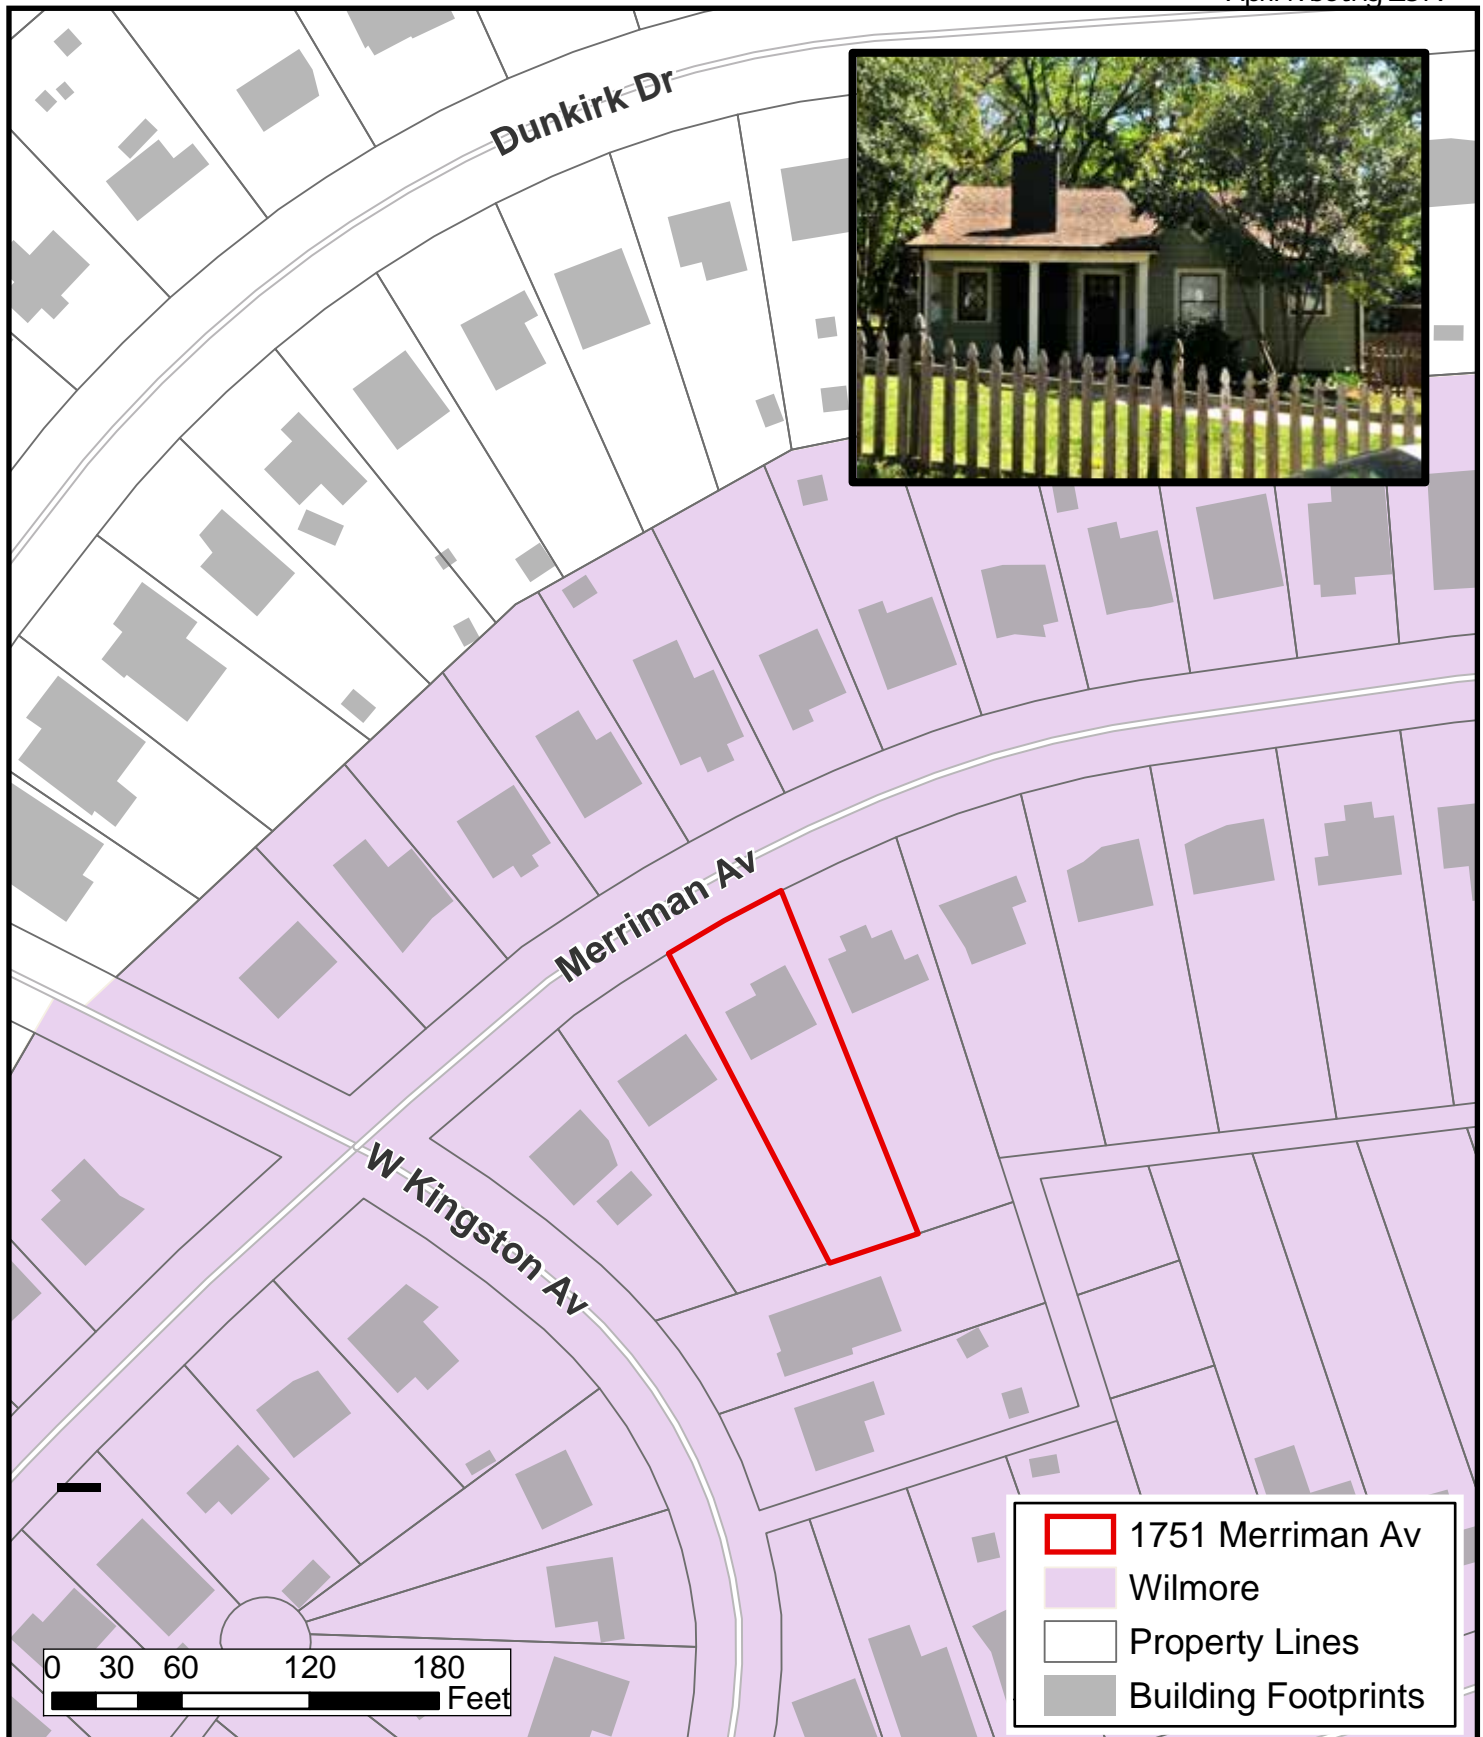 Dunkirk Dr
Merriman Av
W Kingston Av
1751 Merriman Av
Wilmore
Property Lines
Building Footprints
0 30 60 120 180
Feet